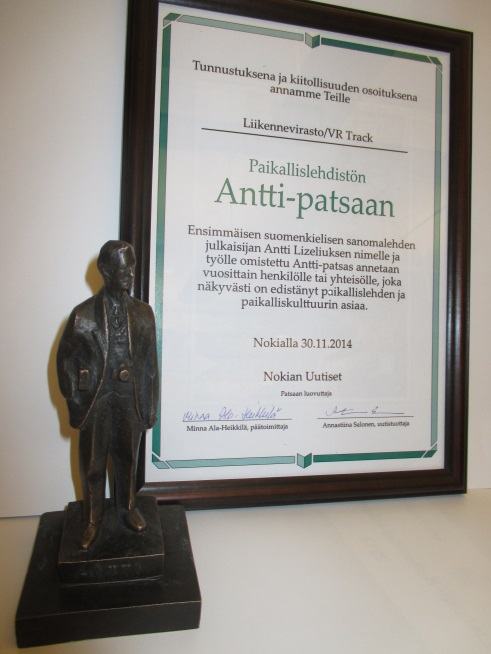 Tunnustuksena ja kiitollisuuden osoituksena
annamme Teille
Liikennevirasto/VR Track
Paikallislehdistön
Antti-patsaan
Ensimmäisen suomenkielisen sanomalehden
julkaisijan Antti Lizeliuksen nimelle ja
työlle omistettu Antti-patsas annetaan
vuosittain henkilölle tai yhteisölle, joka
näkyvästi on edistänyt paikallislehden ja
paikalliskulttuurin asiaa.
Nokialla 30.11.2014
Nokian Uutiset
Patsaan luovuttaja
Minna Ala-Heikkilä
Minna Ala-Heikkilä, päätoimittaja
Annastiina Salonen, uutistuottaja